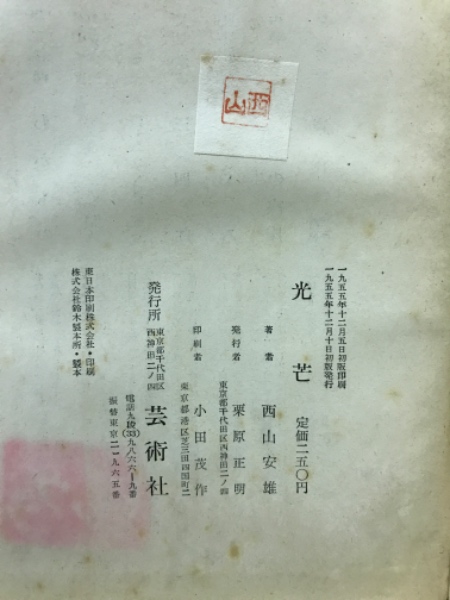 西山
一九五五年十二月五日初版印刷
一九五五年十二月十日初版発行
光芒 定価二五〇円
著者 西山安雄
発行者 栗原正明
東京都千代田区西神田二ノ四
印刷者 小田茂作
東京都港区芝三田四国町二
発行所 東京都千代田区
西神田二ノ四 芸術社
電話九段(33)九八六六―九番
振替東京二一九六五番
東日本印刷株式会社・印刷
株式会社鈴木製本所・製本